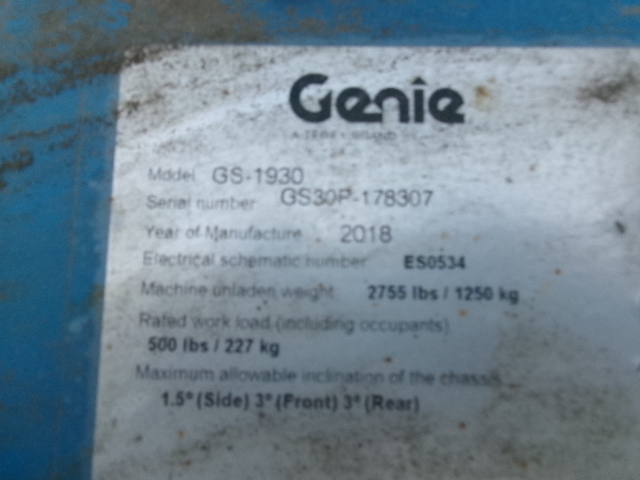 Genie
A TEREX BRAND
Model GS-1930
Serial number GS30P-178307
Year of Manufacture 2018
Electrical schematic number ES0534
Machine unladen weight 2755 lbs / 1250 kg
Rated work load (including occupants)
500 lbs / 227 kg
Maximum allowable inclination of the chassis
1.5° (Side) 3° (Front) 3° (Rear)